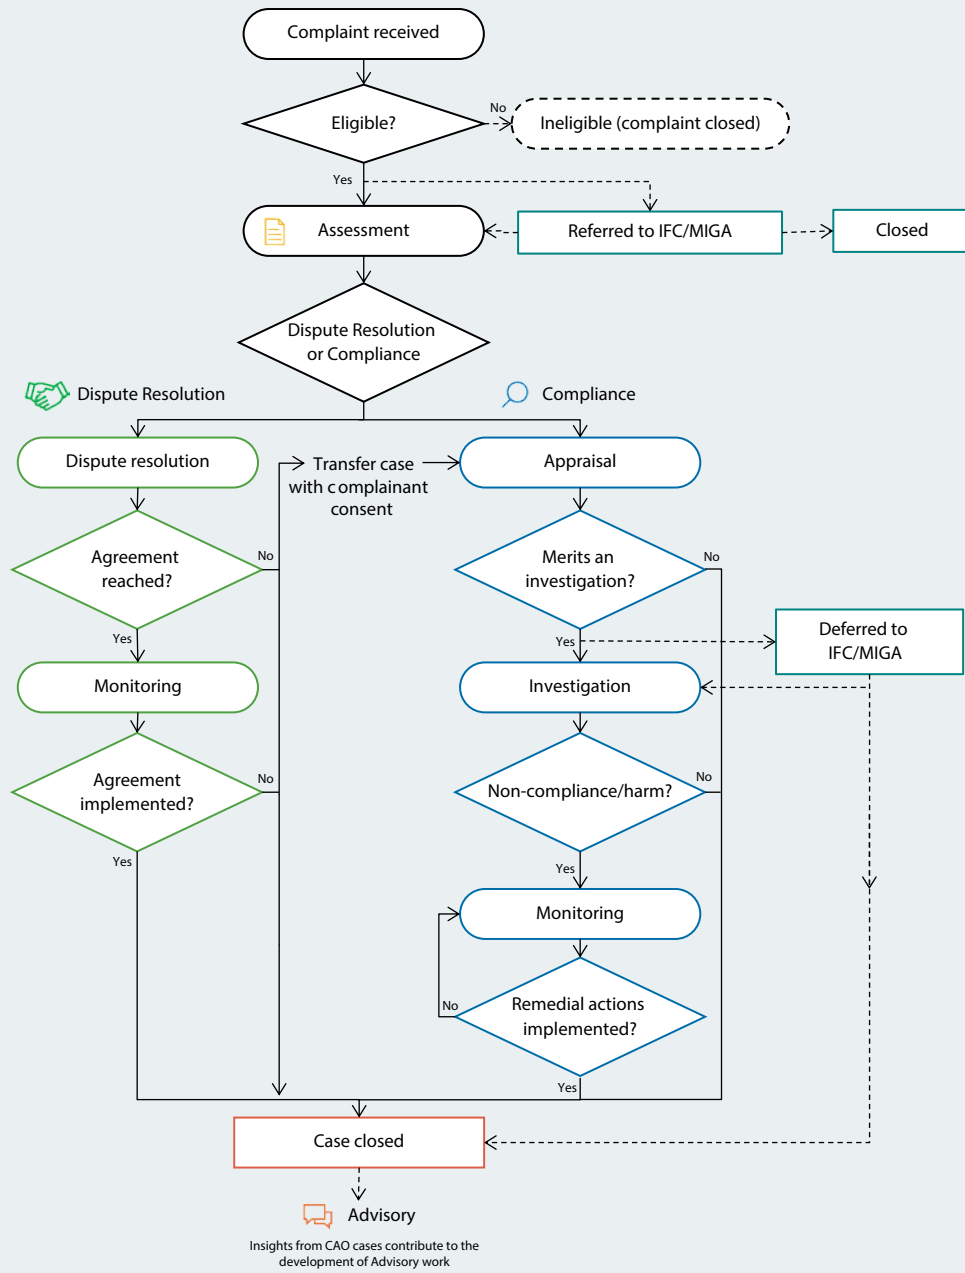 Complaint received
Eligible?
No
Ineligible (complaint closed)
Yes
Assessment
Referred to IFC/MIGA
Closed
Dispute Resolution
or Compliance
Dispute Resolution
Compliance
Dispute resolution
Transfer case
with complainant
consent
Appraisal
Agreement
reached?
No
Merits an
investigation?
No
Yes
Yes
Deferred to
IFC/MIGA
Monitoring
Investigation
Agreement
implemented?
No
Non-compliance/harm?
No
Yes
Yes
Monitoring
Remedial actions
implemented?
No
Yes
Case closed
Advisory
Insights from CAO cases contribute to the
development of Advisory work